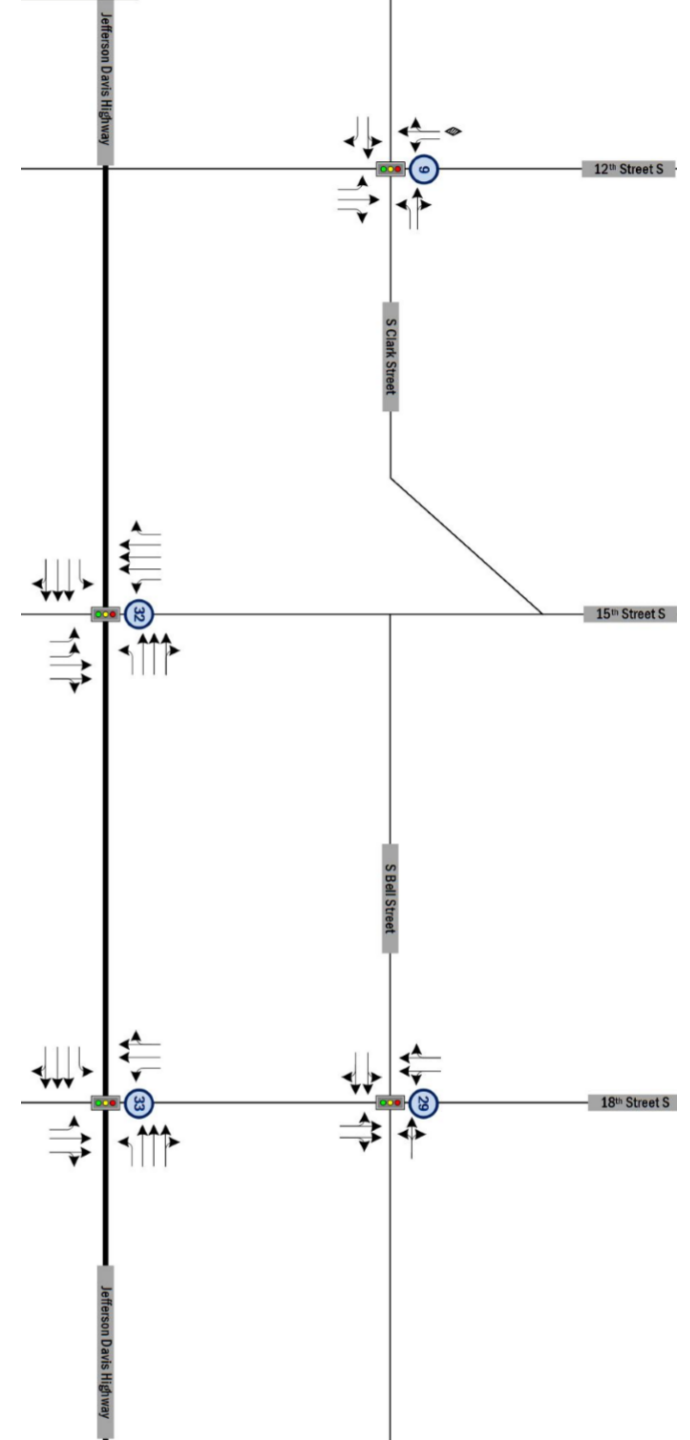 Jefferson Davis Highway
9
12th Street S
S Clark Street
32
15th Street S
S Bell Street
33
29
18th Street S
Jefferson Davis Highway